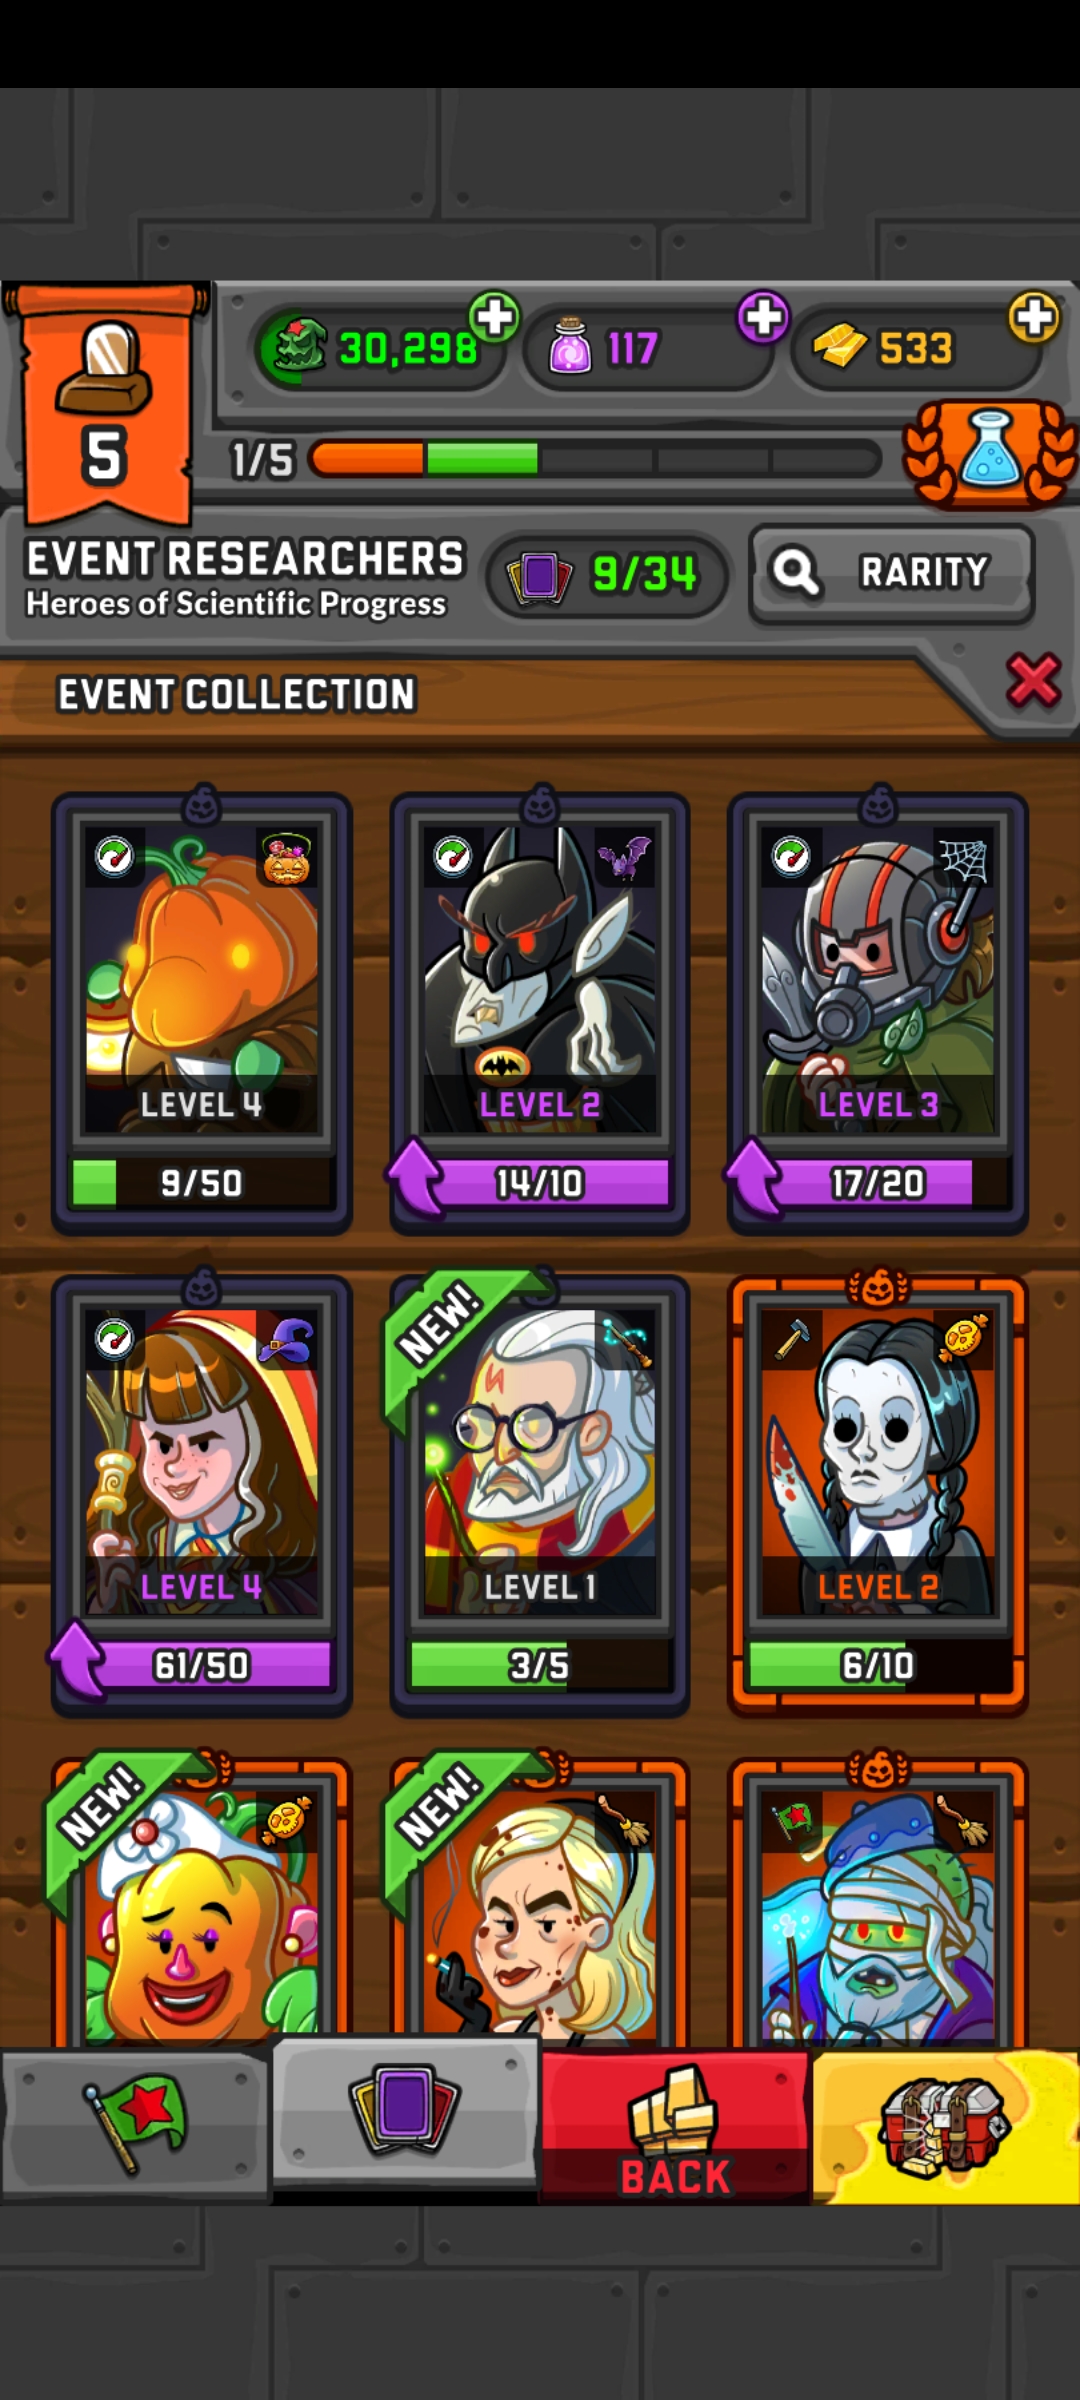 30,298
117
533
5
1/5
EVENT RESEARCHERS
Heroes of Scientific Progress
9/34
RARITY
EVENT COLLECTION
LEVEL 4
LEVEL 2
LEVEL 3
9/50
14/10
17/20
NEW!
LEVEL 4
LEVEL 1
LEVEL 2
61/50
3/5
6/10
NEW!
NEW!
BACK